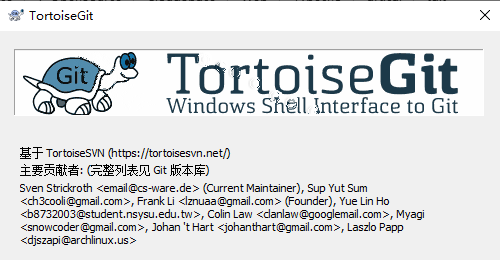 TortoiseGit
Git
TortoiseGit
Windows Shell Interface to Git
基于 TortoiseSVN (https://tortoisesvn.net/)
主要贡献者: (完整列表见 Git 版本库)
Sven Strickroth <email@cs-ware.de> (Current Maintainer), Sup Yut Sum
<ch3cooli@gmail.com>, Frank Li <lznuaa@gmail.com> (Founder), Yue Lin Ho
<b8732003@student.nsysu.edu.tw>, Colin Law <clanlaw@googlemail.com>, Myagi
<snowcoder@gmail.com>, Johan 't Hart <johanthart@gmail.com>, Laszlo Papp
<djszapi@archlinux.us>